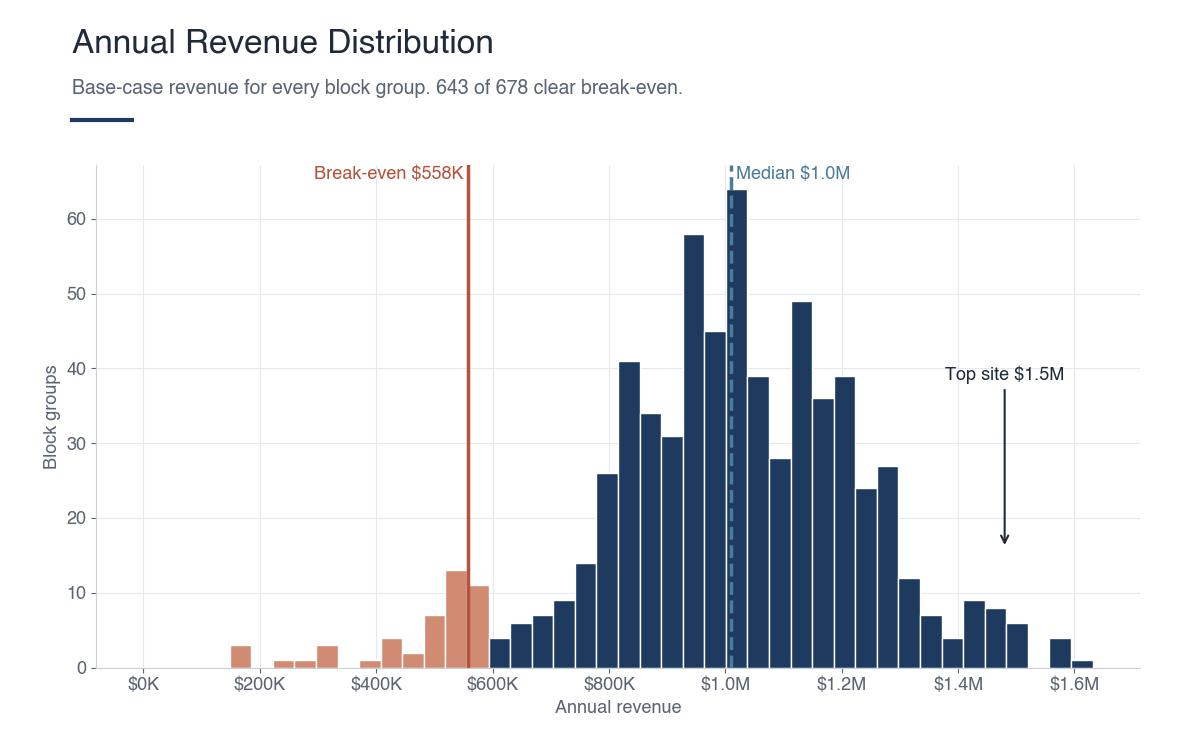 Annual Revenue Distribution
Base-case revenue for every block group. 643 of 678 clear break-even.
Break-even $558K
Median $1.0M
Top site $1.5M
Block groups
60
50
40
30
20
10
0
$0K $200K $400K $600K $800K $1.0M $1.2M $1.4M $1.6M
Annual revenue